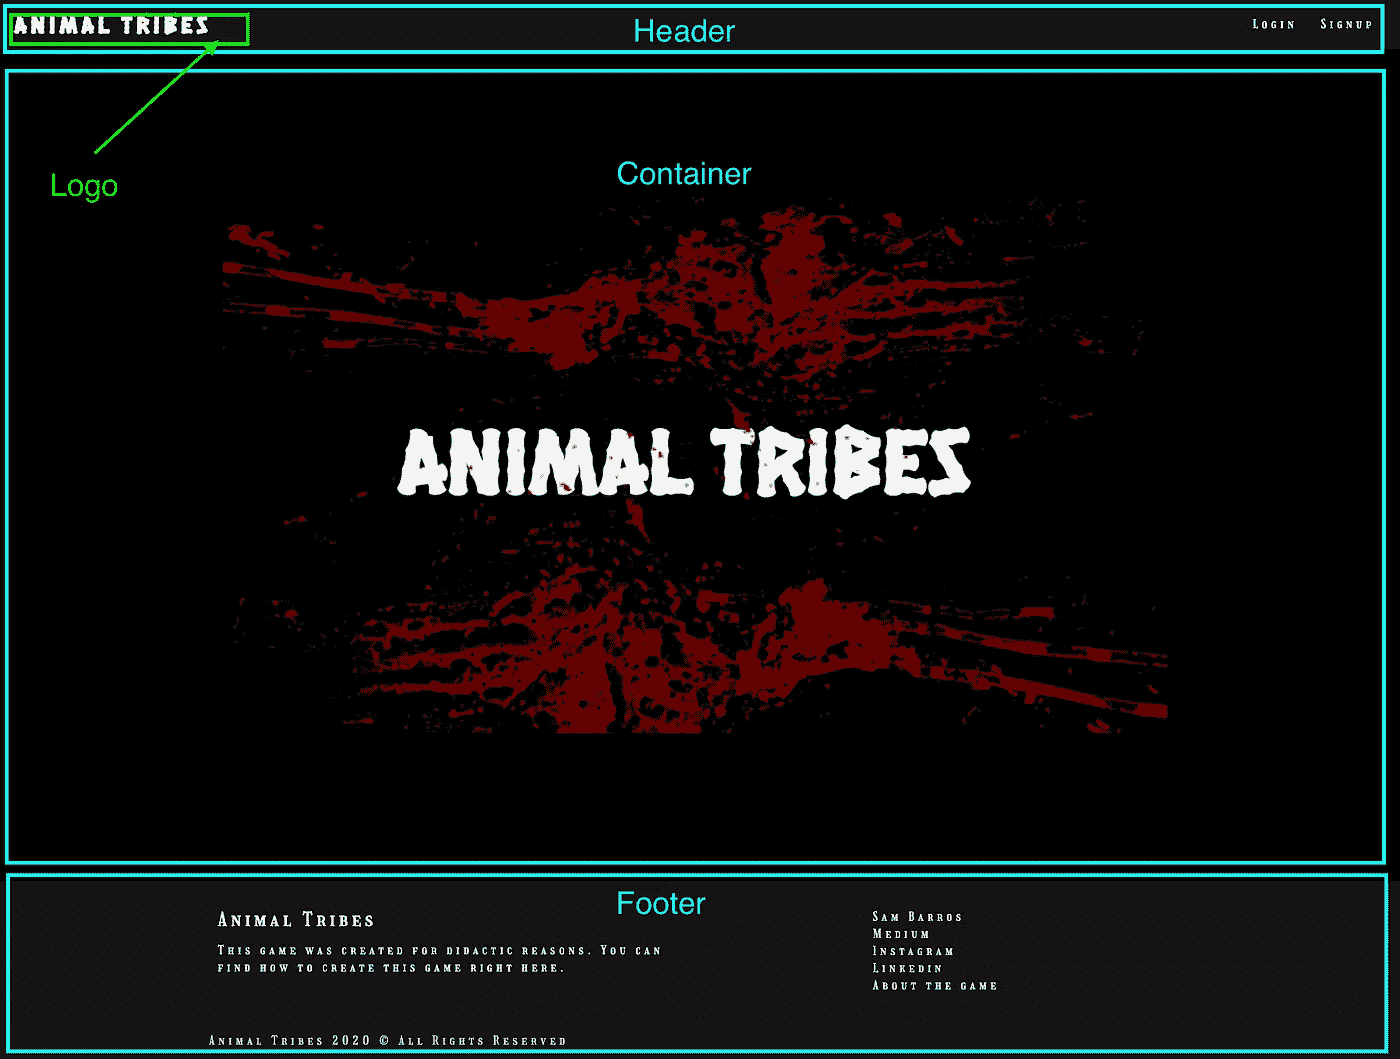 ANIMAL TRIBES
Header
Login Signup
Logo
Container
ANIMAL TRIBES
Footer
Animal Tribes
This game was created for didactic reasons. You can
find how to create this game right here.
Sam Barros
Medium
Instagram
Linkedin
About the game
Animal Tribes 2020 © All Rights Reserved